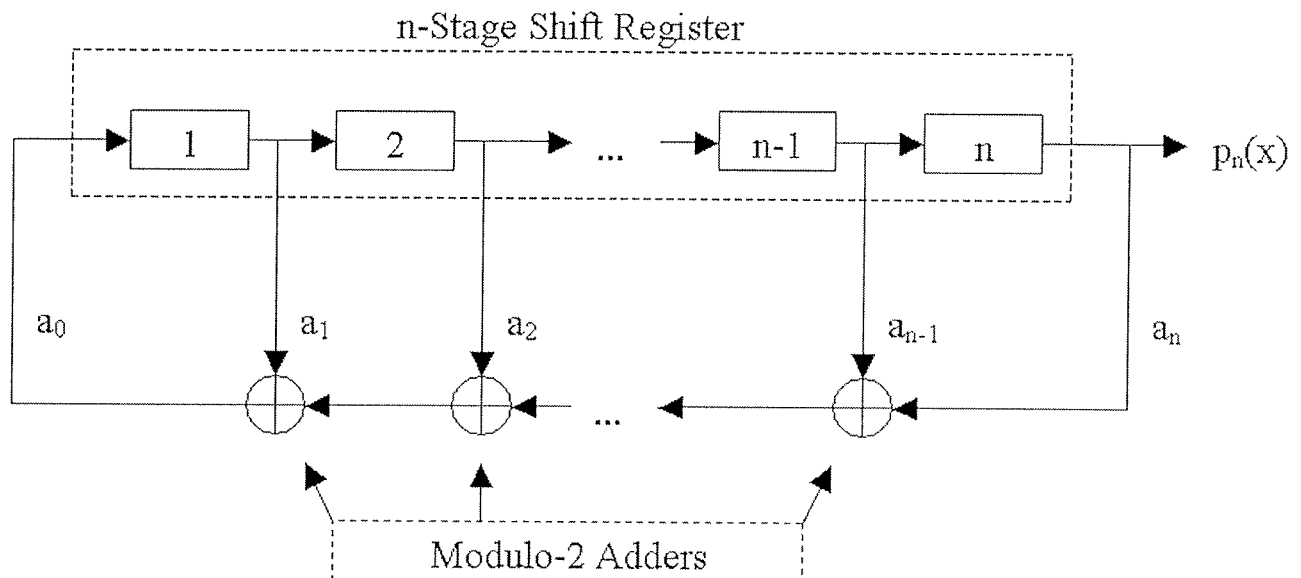 n-Stage Shift Register
1
2
...
n-1
n
pₙ(x)
a₀
a₁
a₂
aₙ₋₁
aₙ
...
Modulo-2 Adders